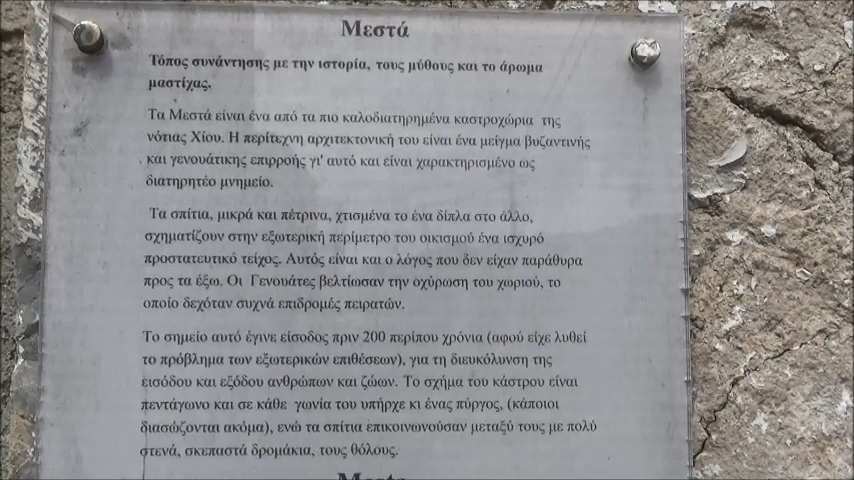 Μεστά
Τόπος συνάντησης με την ιστορία, τους μύθους και το άρωμα
μαστίχας.
Τα Μεστά είναι ένα από τα πιο καλοδιατηρημένα καστροχώρια της
νότιας Χίου. Η περίτεχνη αρχιτεκτονική του είναι ένα μείγμα βυζαντινής
και γενουάτικης επιρροής γι' αυτό και είναι χαρακτηρισμένο ως
διατηρητέο μνημείο.
Τα σπίτια, μικρά και πέτρινα, χτισμένα το ένα δίπλα στο άλλο,
σχηματίζουν στην εξωτερική περίμετρο του οικισμού ένα ισχυρό
προστατευτικό τείχος. Αυτός είναι και ο λόγος που δεν είχαν παράθυρα
προς τα έξω. Οι Γενουάτες βελτίωσαν την οχύρωση του χωριού, το
οποίο δεχόταν συχνά επιδρομές πειρατών.
Το σημείο αυτό έγινε είσοδος πριν 200 περίπου χρόνια (αφού είχε λυθεί
το πρόβλημα των εξωτερικών επιθέσεων), για τη διευκόλυνση της
εισόδου και εξόδου ανθρώπων και ζώων. Το σχήμα του κάστρου είναι
πεντάγωνο και σε κάθε γωνία του υπήρχε κι ένας πύργος, (κάποιοι
διασώζονται ακόμα), ενώ τα σπίτια επικοινωνούσαν μεταξύ τους με πολύ
στενά, σκεπαστά δρομάκια, τους θόλους.